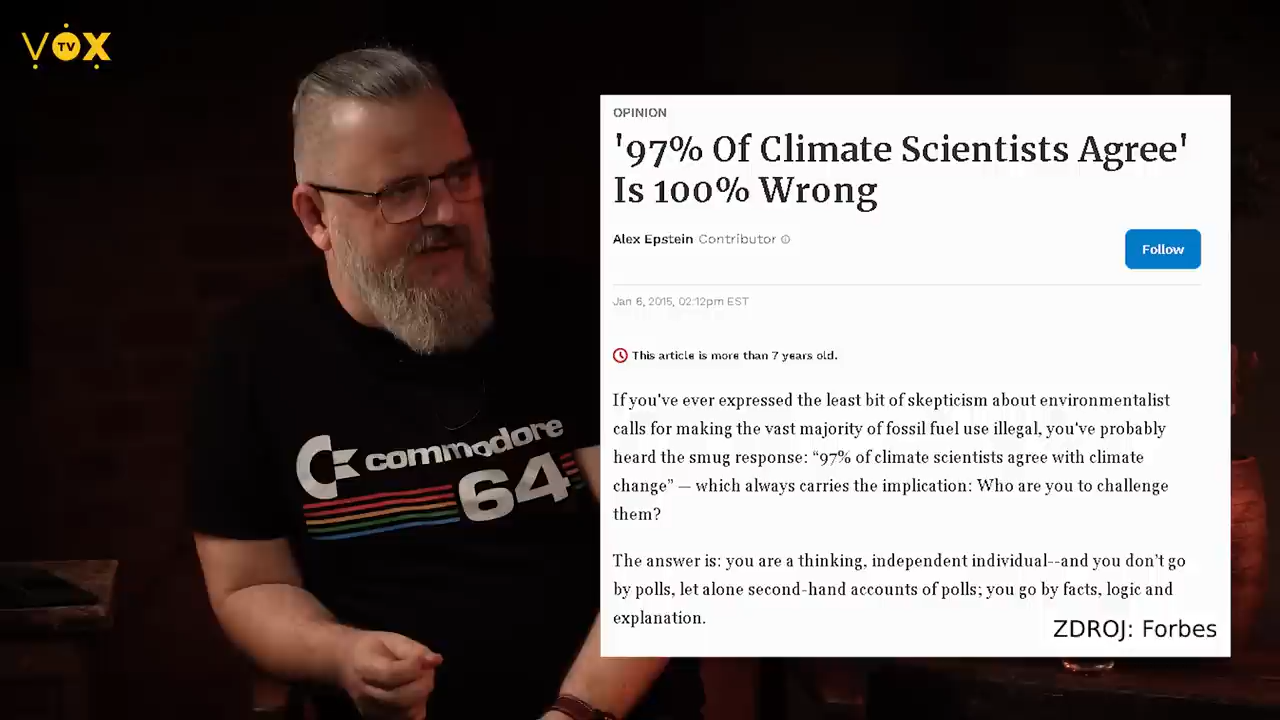 VOX
TV
OPINION
'97% Of Climate Scientists Agree'
Is 100% Wrong
Alex Epstein Contributor
Follow
Jan 6, 2015, 02:12pm EST
This article is more than 7 years old.
If you've ever expressed the least bit of skepticism about environmentalist
calls for making the vast majority of fossil fuel use illegal, you've probably
heard the smug response: “97% of climate scientists agree with climate
change” — which always carries the implication: Who are you to challenge
them?
The answer is: you are a thinking, independent individual--and you don’t go
by polls, let alone second-hand accounts of polls; you go by facts, logic and
explanation.
ZDROJ: Forbes
commodore
64